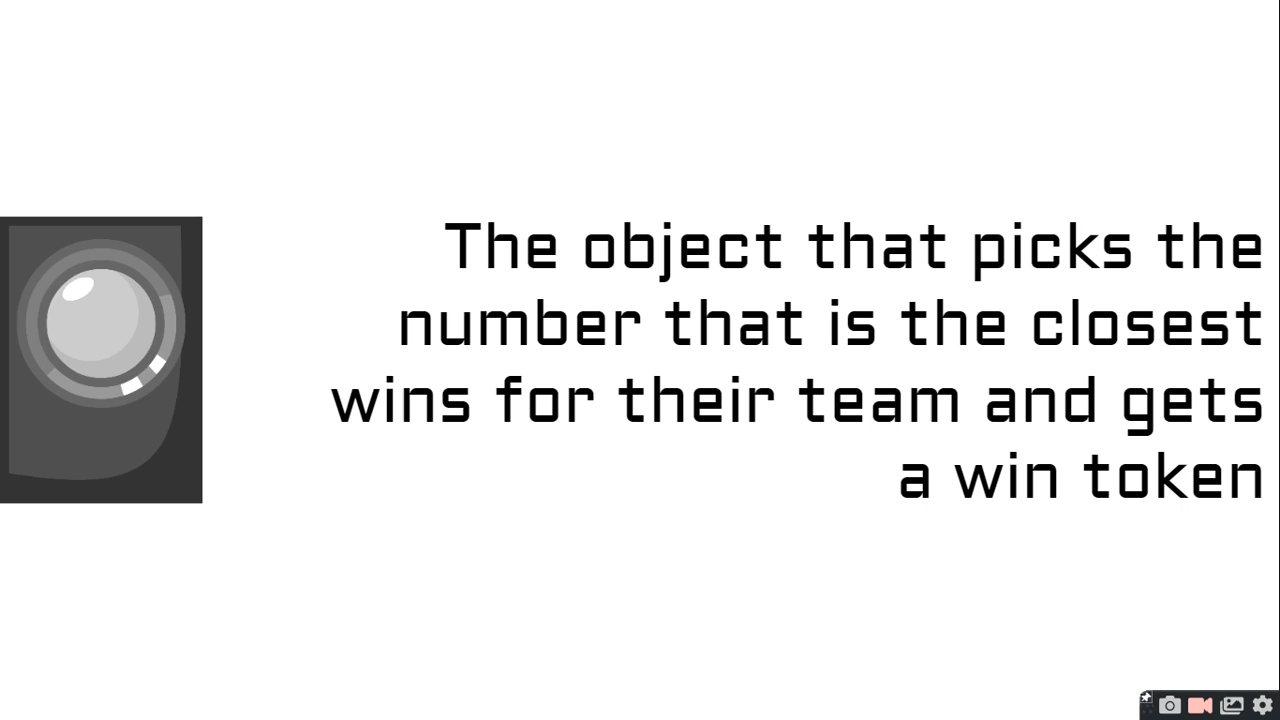 The object that picks the
number that is the closest
wins for their team and gets
a win token